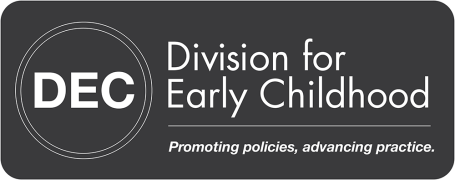 DEC
Division for
Early Childhood
Promoting policies, advancing practice.